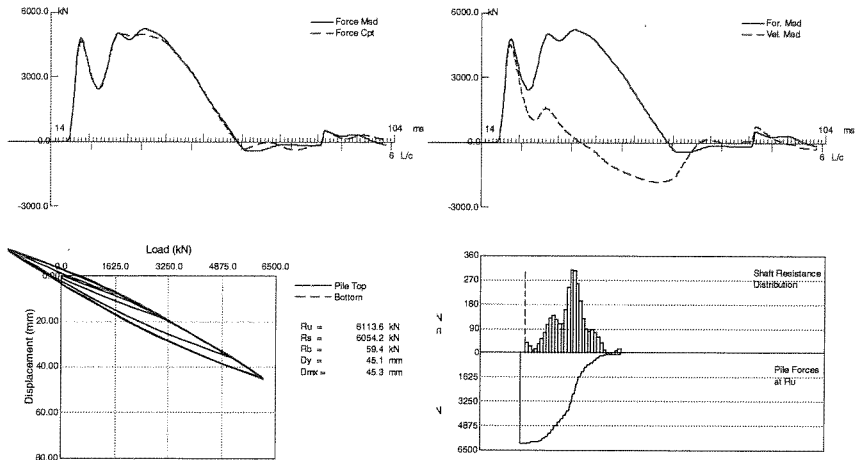 6000.0
kN
Force Msd
Force Cpt
3000.0
14
104 ms
0.0
6 L/c
-3000.0
6000.0
kN
For. Msd
Vel. Msd
3000.0
14
104 ms
0.0
6 L/c
-3000.0
Load (kN)
0.0 1625.0 3250.0 4875.0 6500.0
0.00
20.00
40.00
60.00
80.00
Displacement (mm)
Pile Top
Bottom
Ru = 6113.6 kN
Rs = 6054.2 kN
Rb = 59.4 kN
Dy = 45.1 mm
Dmx = 45.3 mm
360
270
180
90
0
Shaft Resistance
Distribution
1625
3250
4875
6500
Pile Forces
at Ru